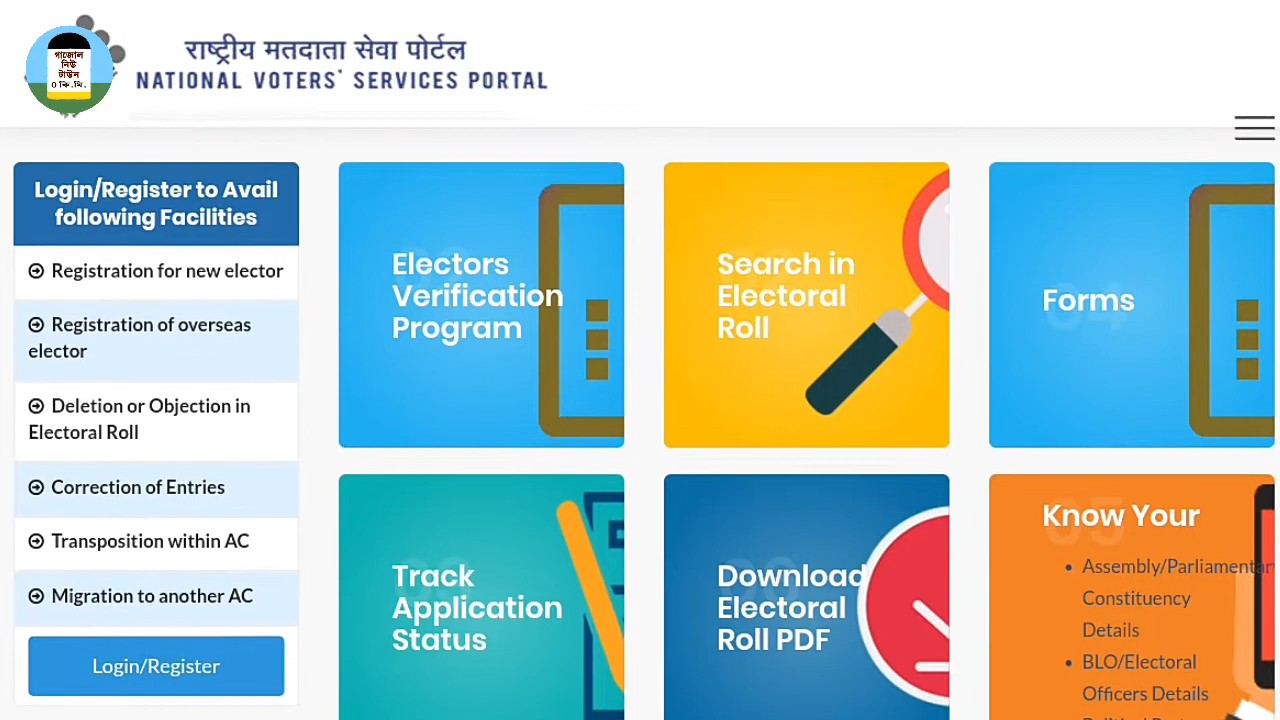 গাজোল
নিউ
টাউন
0 কি.মি.
राष्ट्रीय मतदाता सेवा पोर्टल
NATIONAL VOTERS' SERVICES PORTAL
Login/Register to Avail
following Facilities
Registration for new elector
Registration of overseas
elector
Deletion or Objection in
Electoral Roll
Correction of Entries
Transposition within AC
Migration to another AC
Login/Register
Electors
Verification
Program
Search in
Electoral
Roll
Forms
Track
Application
Status
Download
Electoral
Roll PDF
Know Your
Assembly/Parliamentar
Constituency
Details
BLO/Electoral
Officers Details